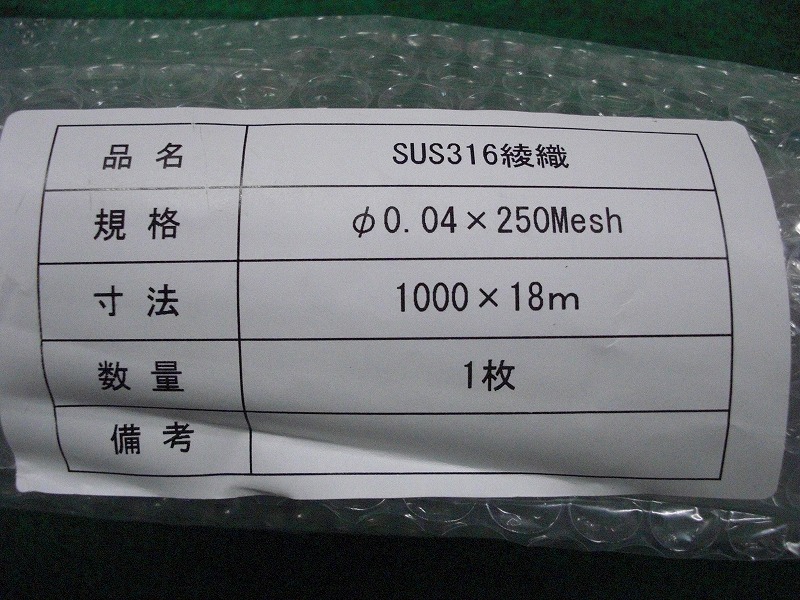 品名 SUS316綾織
規格 φ0.04×250Mesh
寸法 1000×18m
数量 1枚
備考